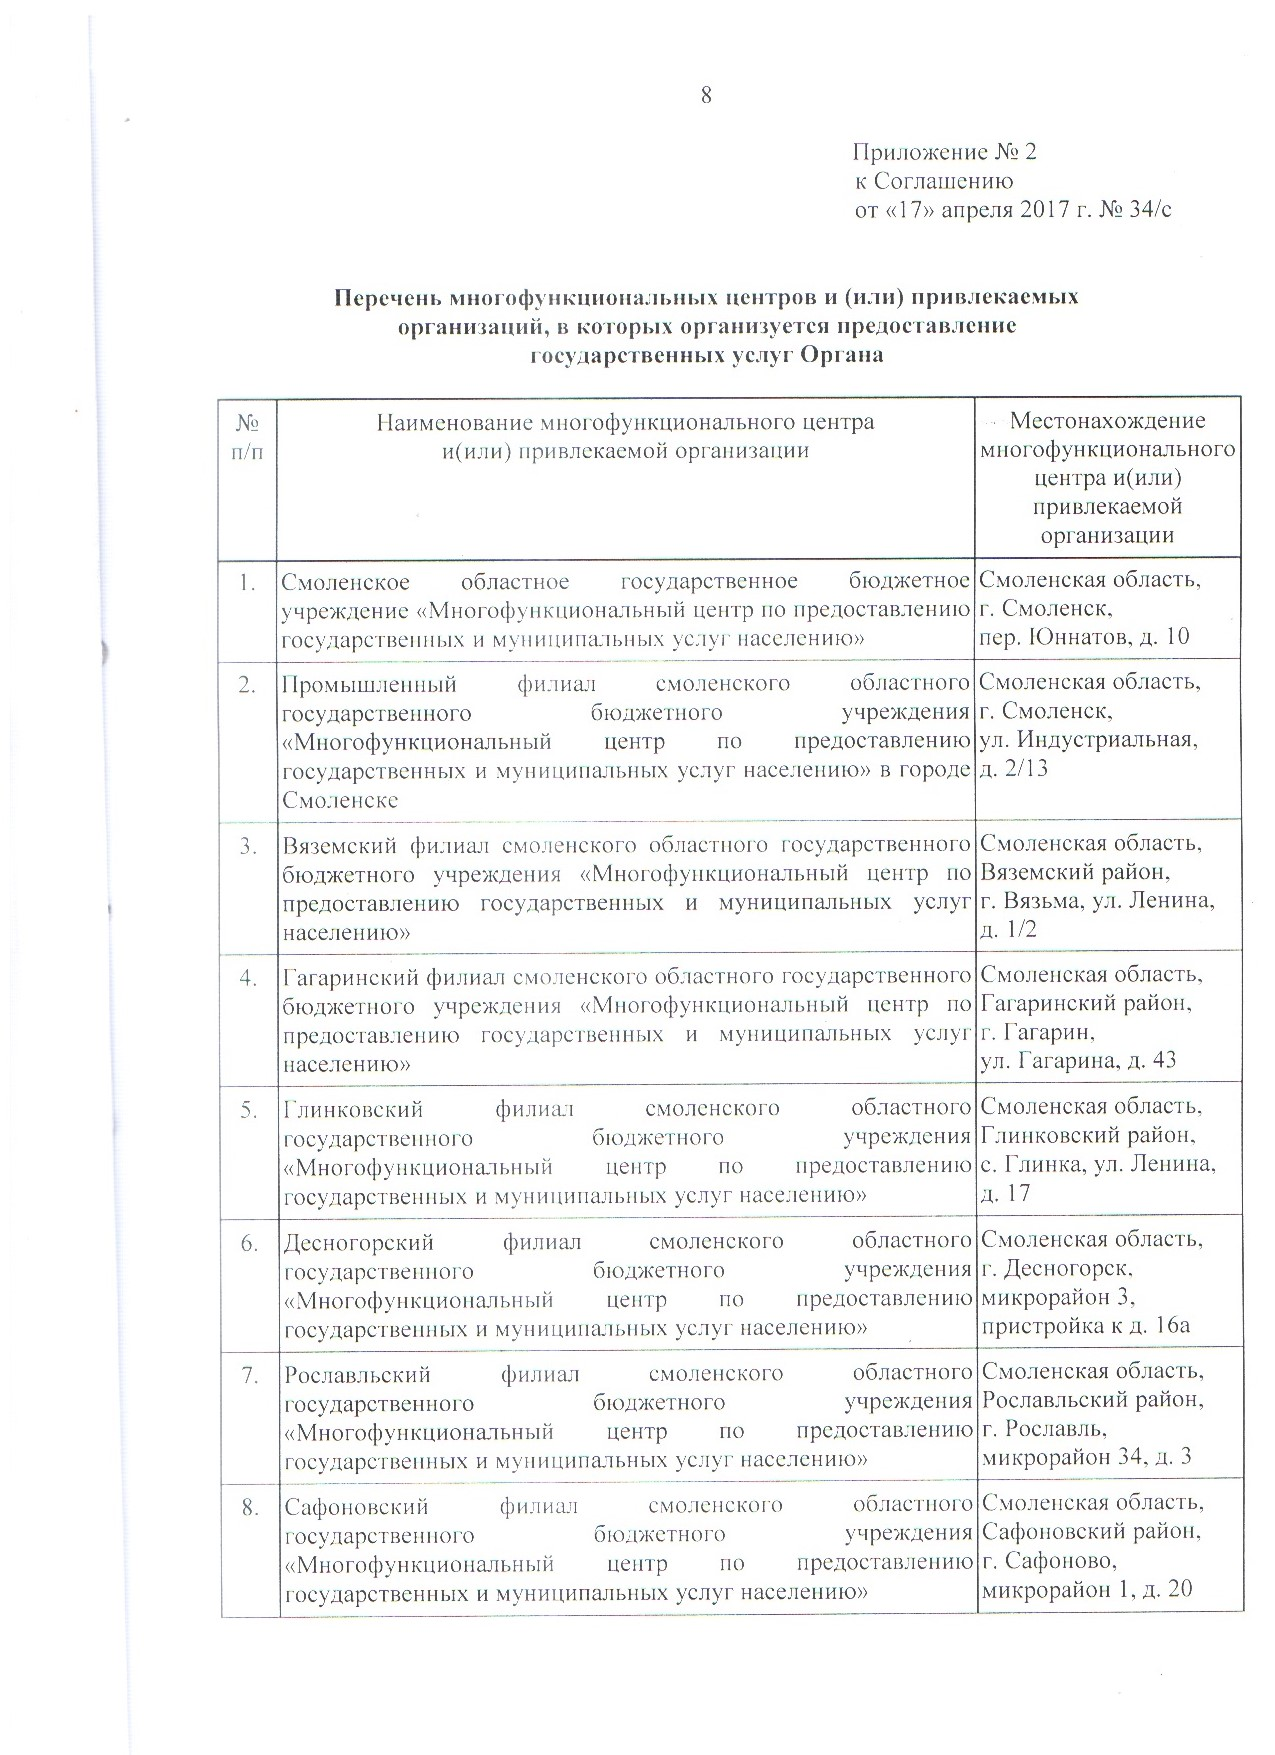 8
Приложение № 2
к Соглашению
от «17» апреля 2017 г. № 34/с
Перечень многофункциональных центров и (или) привлекаемых
организаций, в которых организуется предоставление
государственных услуг Органа
№
п/п
Наименование многофункционального центра
и(или) привлекаемой организации
Местонахождение
многофункционального
центра и(или)
привлекаемой
организации
1.
Смоленское областное государственное бюджетное
учреждение «Многофункциональный центр по предоставлению
государственных и муниципальных услуг населению»
Смоленская область,
г. Смоленск,
пер. Юннатов, д. 10
2.
Промышленный филиал смоленского областного
государственного бюджетного учреждения
«Многофункциональный центр по предоставлению
государственных и муниципальных услуг населению» в городе
Смоленске
Смоленская область,
г. Смоленск,
ул. Индустриальная,
д. 2/13
3.
Вяземский филиал смоленского областного государственного
бюджетного учреждения «Многофункциональный центр по
предоставлению государственных и муниципальных услуг
населению»
Смоленская область,
Вяземский район,
г. Вязьма, ул. Ленина,
д. 1/2
4.
Гагаринский филиал смоленского областного государственного
бюджетного учреждения «Многофункциональный центр по
предоставлению государственных и муниципальных услуг
населению»
Смоленская область,
Гагаринский район,
г. Гагарин,
ул. Гагарина, д. 43
5.
Глинковский филиал смоленского областного
государственного бюджетного учреждения
«Многофункциональный центр по предоставлению
государственных и муниципальных услуг населению»
Смоленская область,
Глинковский район,
с. Глинка, ул. Ленина,
д. 17
6.
Десногорский филиал смоленского областного
государственного бюджетного учреждения
«Многофункциональный центр по предоставлению
государственных и муниципальных услуг населению»
Смоленская область,
г. Десногорск,
микрорайон 3,
пристройка к д. 16а
7.
Рославльский филиал смоленского областного
государственного бюджетного учреждения
«Многофункциональный центр по предоставлению
государственных и муниципальных услуг населению»
Смоленская область,
Рославльский район,
г. Рославль,
микрорайон 34, д. 3
8.
Сафоновский филиал смоленского областного
государственного бюджетного учреждения
«Многофункциональный центр по предоставлению
государственных и муниципальных услуг населению»
Смоленская область,
Сафоновский район,
г. Сафоново,
микрорайон 1, д. 20